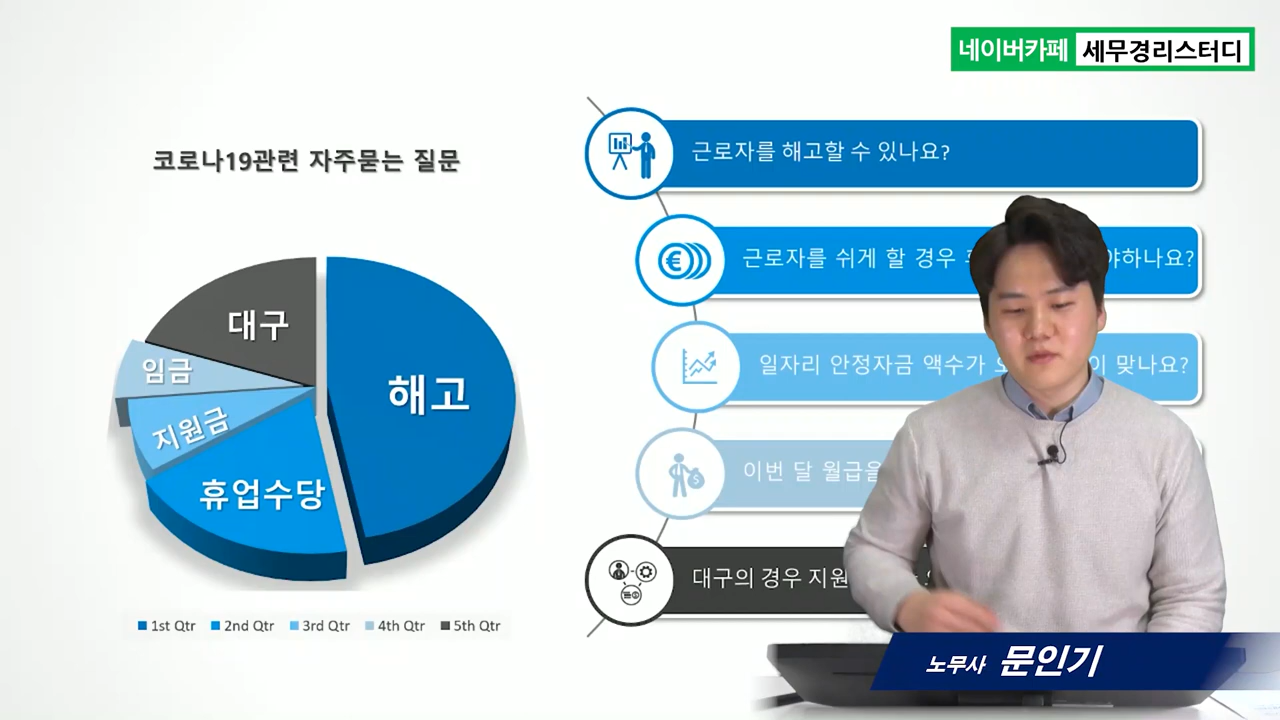 네이버카페 세무경리스터디
코로나19관련 자주묻는 질문
대구
임금
지원금
휴업수당
해고
1st Qtr 2nd Qtr 3rd Qtr 4th Qtr 5th Qtr
근로자를 해고할 수 있나요?
근로자를 쉬게 할 경우 야하나요?
일자리 안정자금 액수가 맞나요?
이번 달 월급을
대구의 경우 지원
노무사 문인기